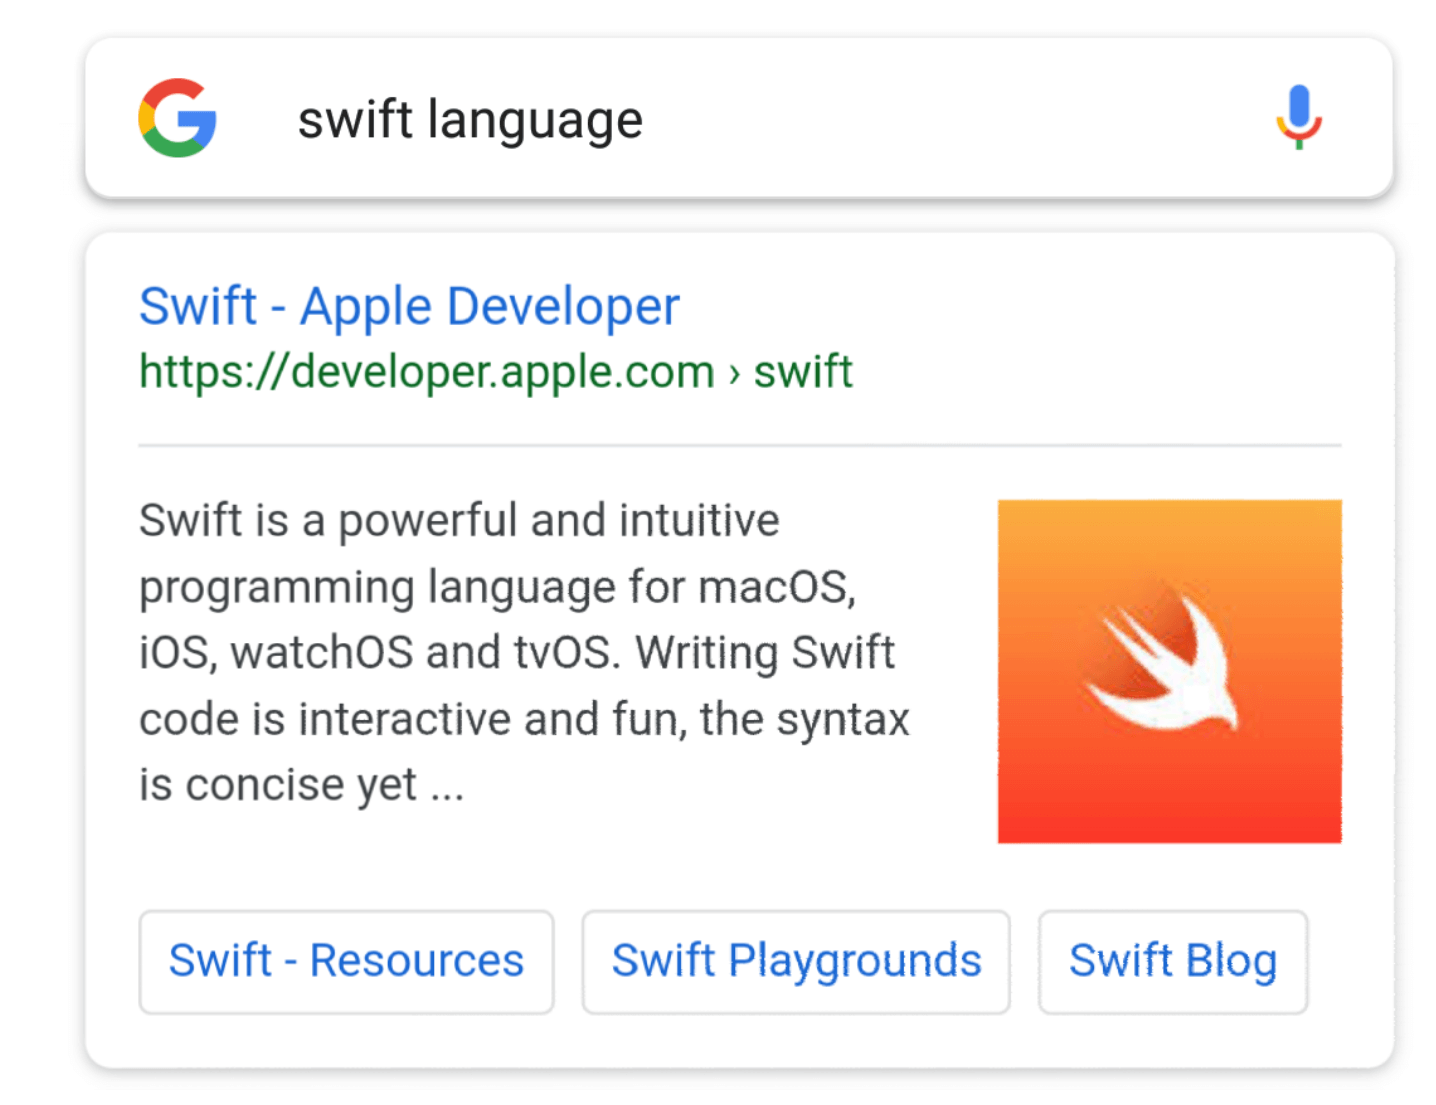 swift language
Swift - Apple Developer
https://developer.apple.com › swift
Swift is a powerful and intuitive
programming language for macOS,
iOS, watchOS and tvOS. Writing Swift
code is interactive and fun, the syntax
is concise yet ...
Swift - Resources
Swift Playgrounds
Swift Blog